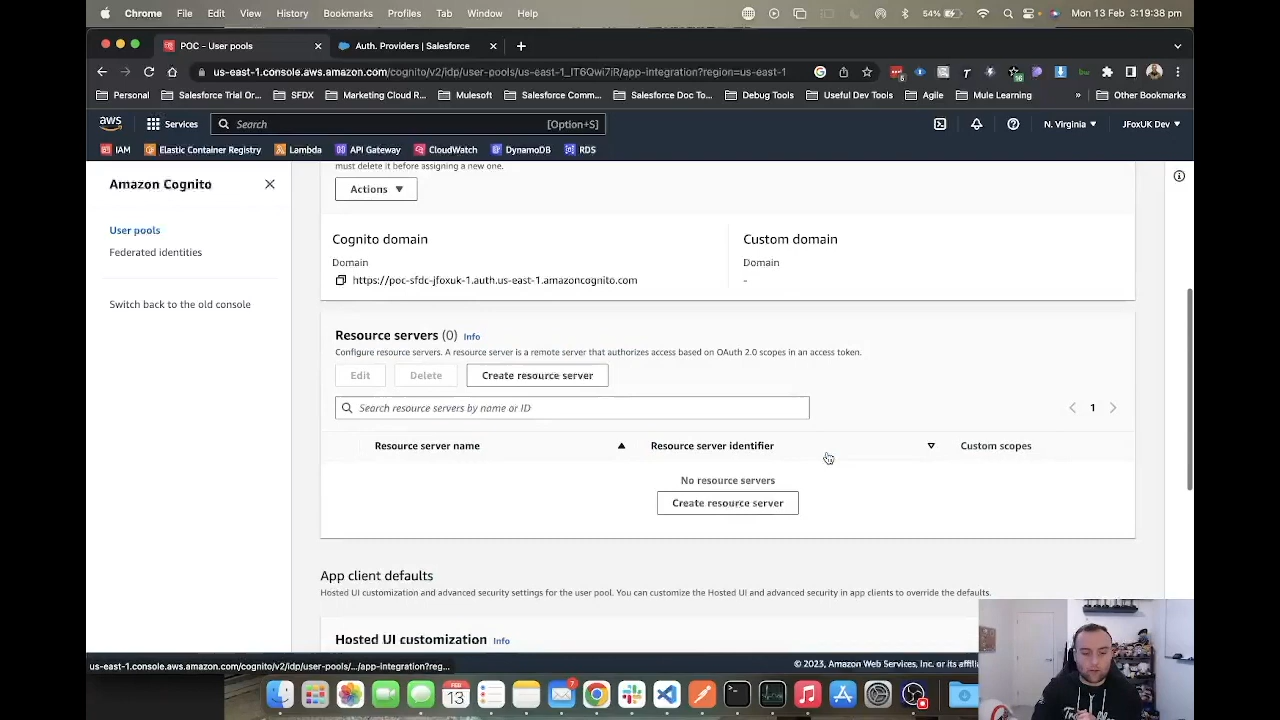 Chrome File Edit View History Bookmarks Profiles Tab Window Help 54% Mon 13 Feb 3:19:38 pm
POC - User pools Auth. Providers | Salesforce
us-east-1.console.aws.amazon.com/cognito/v2/idp/user-pools/us-east-1_IT6Qwi7iR/app-integration?region=us-east-1
Personal Salesforce Trial Or... SFDX Marketing Cloud R... Mulesoft Salesforce Comm... Salesforce Doc To... Debug Tools Useful Dev Tools Agile Mule Learning » Other Bookmarks
aws Services Search [Option+S] N. Virginia JFoxUK Dev
IAM Elastic Container Registry Lambda API Gateway CloudWatch DynamoDB RDS
Amazon Cognito
User pools
Federated identities
Switch back to the old console
must delete it before assigning a new one.
Actions
Cognito domain
Domain
https://poc-sfdc-jfoxuk-1.auth.us-east-1.amazoncognito.com
Custom domain
Domain
-
Resource servers (0) Info
Configure resource servers. A resource server is a remote server that authorizes access based on OAuth 2.0 scopes in an access token.
Edit Delete Create resource server
Search resource servers by name or ID
1
Resource server name Resource server identifier Custom scopes
No resource servers
Create resource server
App client defaults
Hosted UI customization and advanced security settings for the user pool. You can customize the Hosted UI and advanced security in app clients to override the defaults.
Hosted UI customization Info
us-east-1.console.aws.amazon.com/cognito/v2/idp/user-pools/.../app-integration?reg...
© 2023, Amazon Web Services, Inc. or its affili
FEB
13
7